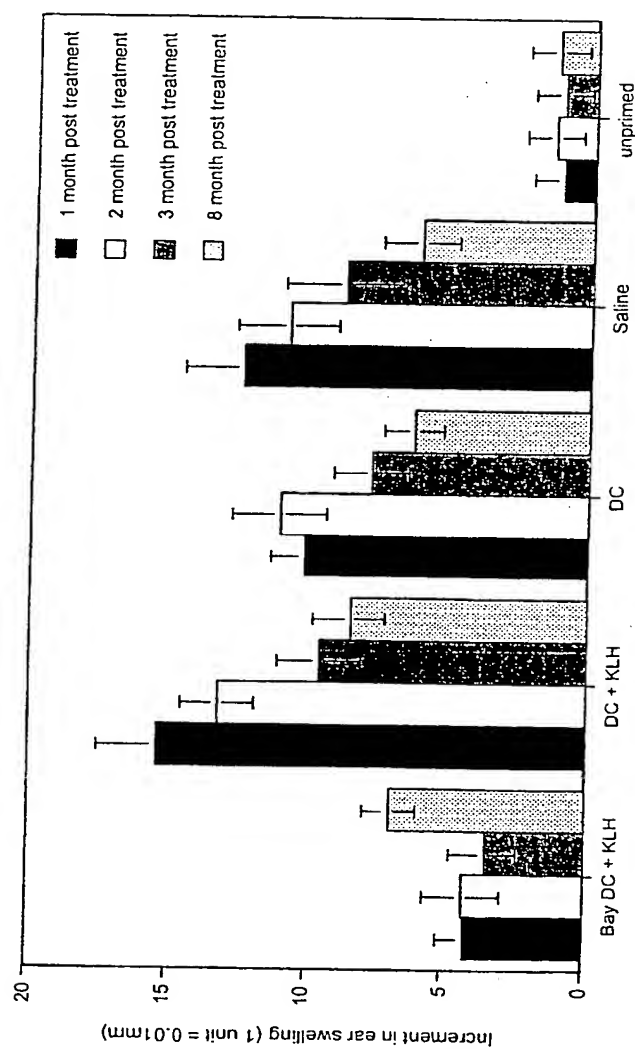 1 month post treatment
2 month post treatment
3 month post treatment
8 month post treatment
Increment in ear swelling (1 unit = 0.01mm)
20
15
10
5
0
Bay DC + KLH
DC + KLH
DC
Saline
unprimed